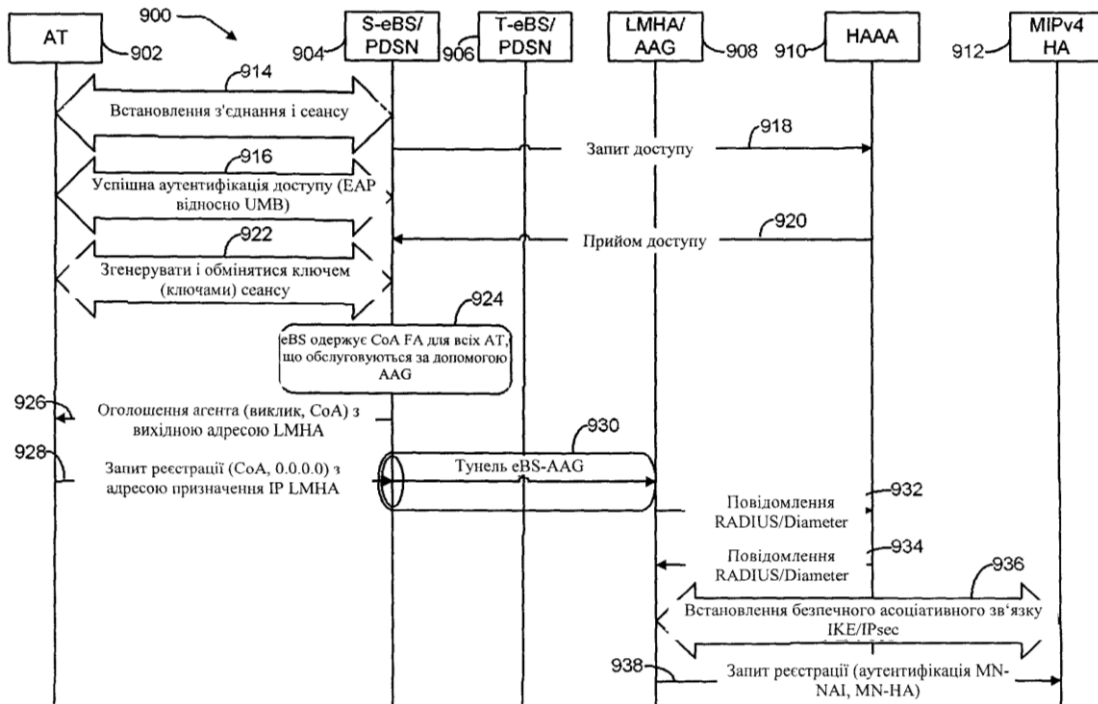 900
AT
902
S-eBS/
PDSN
904
T-eBS/
PDSN
906
LMHA/
AAG
908
HAAA
910
MIPv4
HA
912
914
Встановлення з'єднання і сеансу
918
Запит доступу
916
Успішна аутентифікація доступу (EAP
відносно UMB)
920
Прийом доступу
922
Згенерувати і обмінятися ключем
(ключами) сеансу
924
eBS одержує CoA FA для всіх AT,
що обслуговуються за допомогою
AAG
926
Оголошення агента (виклик, CoA) з
вихідною адресою LMHA
928
Запит реєстрації (CoA, 0.0.0.0) з
адресою призначення IP LMHA
930
Тунель eBS-AAG
932
Повідомлення
RADIUS/Diameter
934
Повідомлення
RADIUS/Diameter
936
Встановлення безпечного асоціативного зв‘язку
IKE/IPsec
938
Запит реєстрації (аутентифікація MN-
NAI, MN-HA)